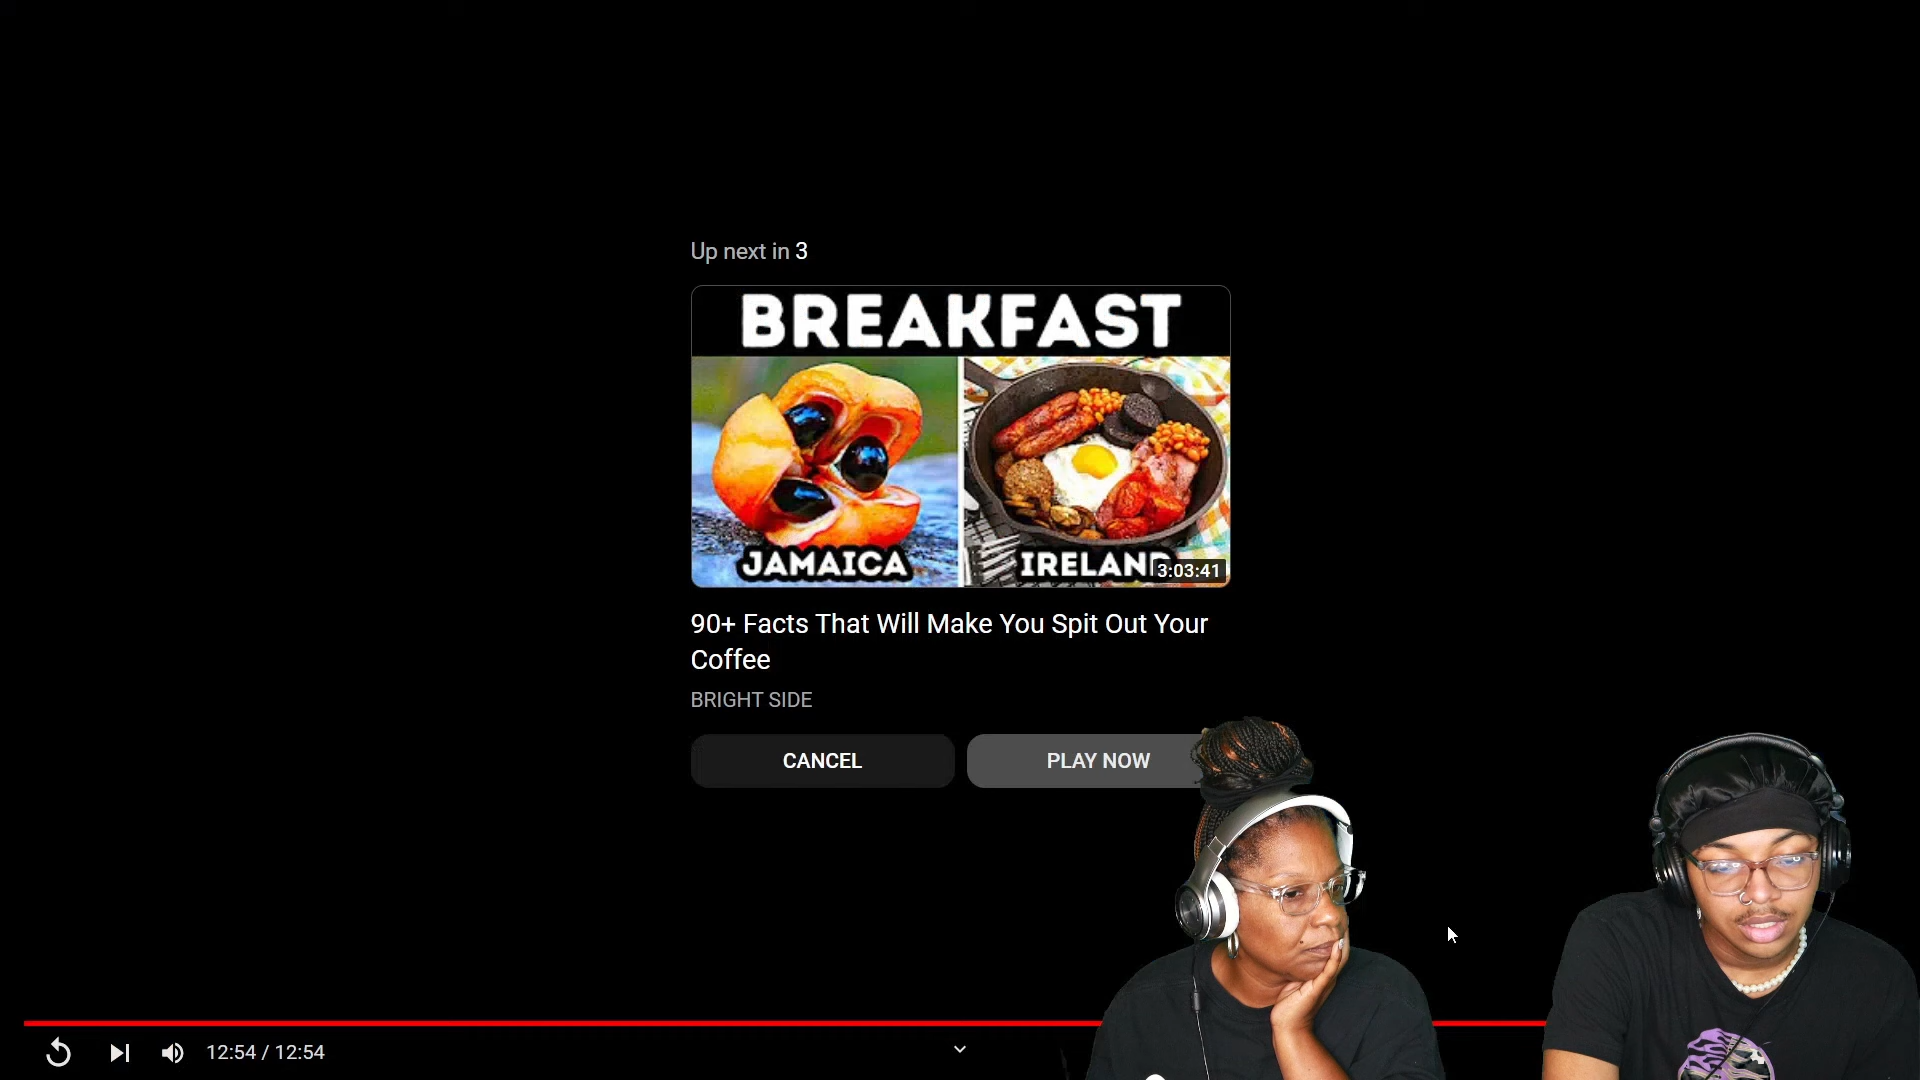 Up next in 3
BREAKFAST
JAMAICA
IRELAND
3:03:41
90+ Facts That Will Make You Spit Out Your
Coffee
BRIGHT SIDE
CANCEL
PLAY NOW
12:54 / 12:54